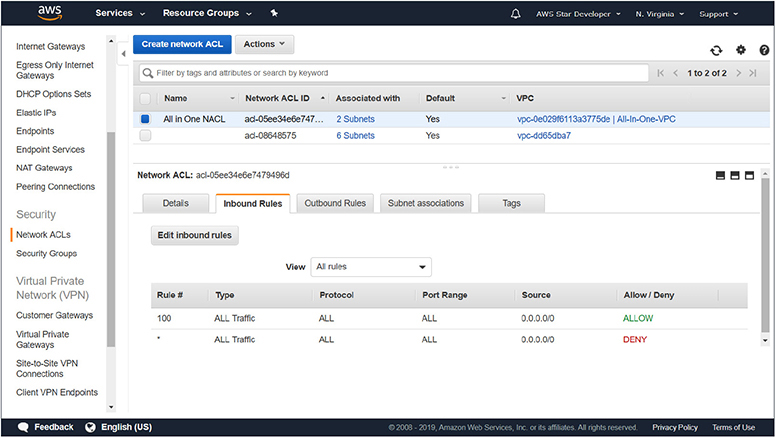 aws
Services
Resource Groups
AWS Star Developer
N. Virginia
Support
Internet Gateways
Egress Only Internet
Gateways
DHCP Options Sets
Elastic IPs
Endpoints
Endpoint Services
NAT Gateways
Peering Connections
Security
Network ACLs
Security Groups
Virtual Private
Network (VPN)
Customer Gateways
Virtual Private
Gateways
Site-to-Site VPN
Connections
Client VPN Endpoints
Create network ACL
Actions
Filter by tags and attributes or search by keyword
1 to 2 of 2
Name Network ACL ID Associated with Default VPC
All in One NACL acl-05ee34e6e747... 2 Subnets Yes vpc-0e029f6113a3775de | All-In-One-VPC
acl-08648575 6 Subnets Yes vpc-dd65dba7
Network ACL: acl-05ee34e6e7479496d
Details Inbound Rules Outbound Rules Subnet associations Tags
Edit inbound rules
View All rules
Rule # Type Protocol Port Range Source Allow / Deny
100 ALL Traffic ALL ALL 0.0.0.0/0 ALLOW
* ALL Traffic ALL ALL 0.0.0.0/0 DENY
Feedback English (US) © 2008 - 2019, Amazon Web Services, Inc. or its affiliates. All rights reserved. Privacy Policy Terms of Use